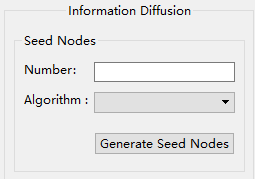 Information Diffusion
Seed Nodes
Number:
Algorithm :
Generate Seed Nodes